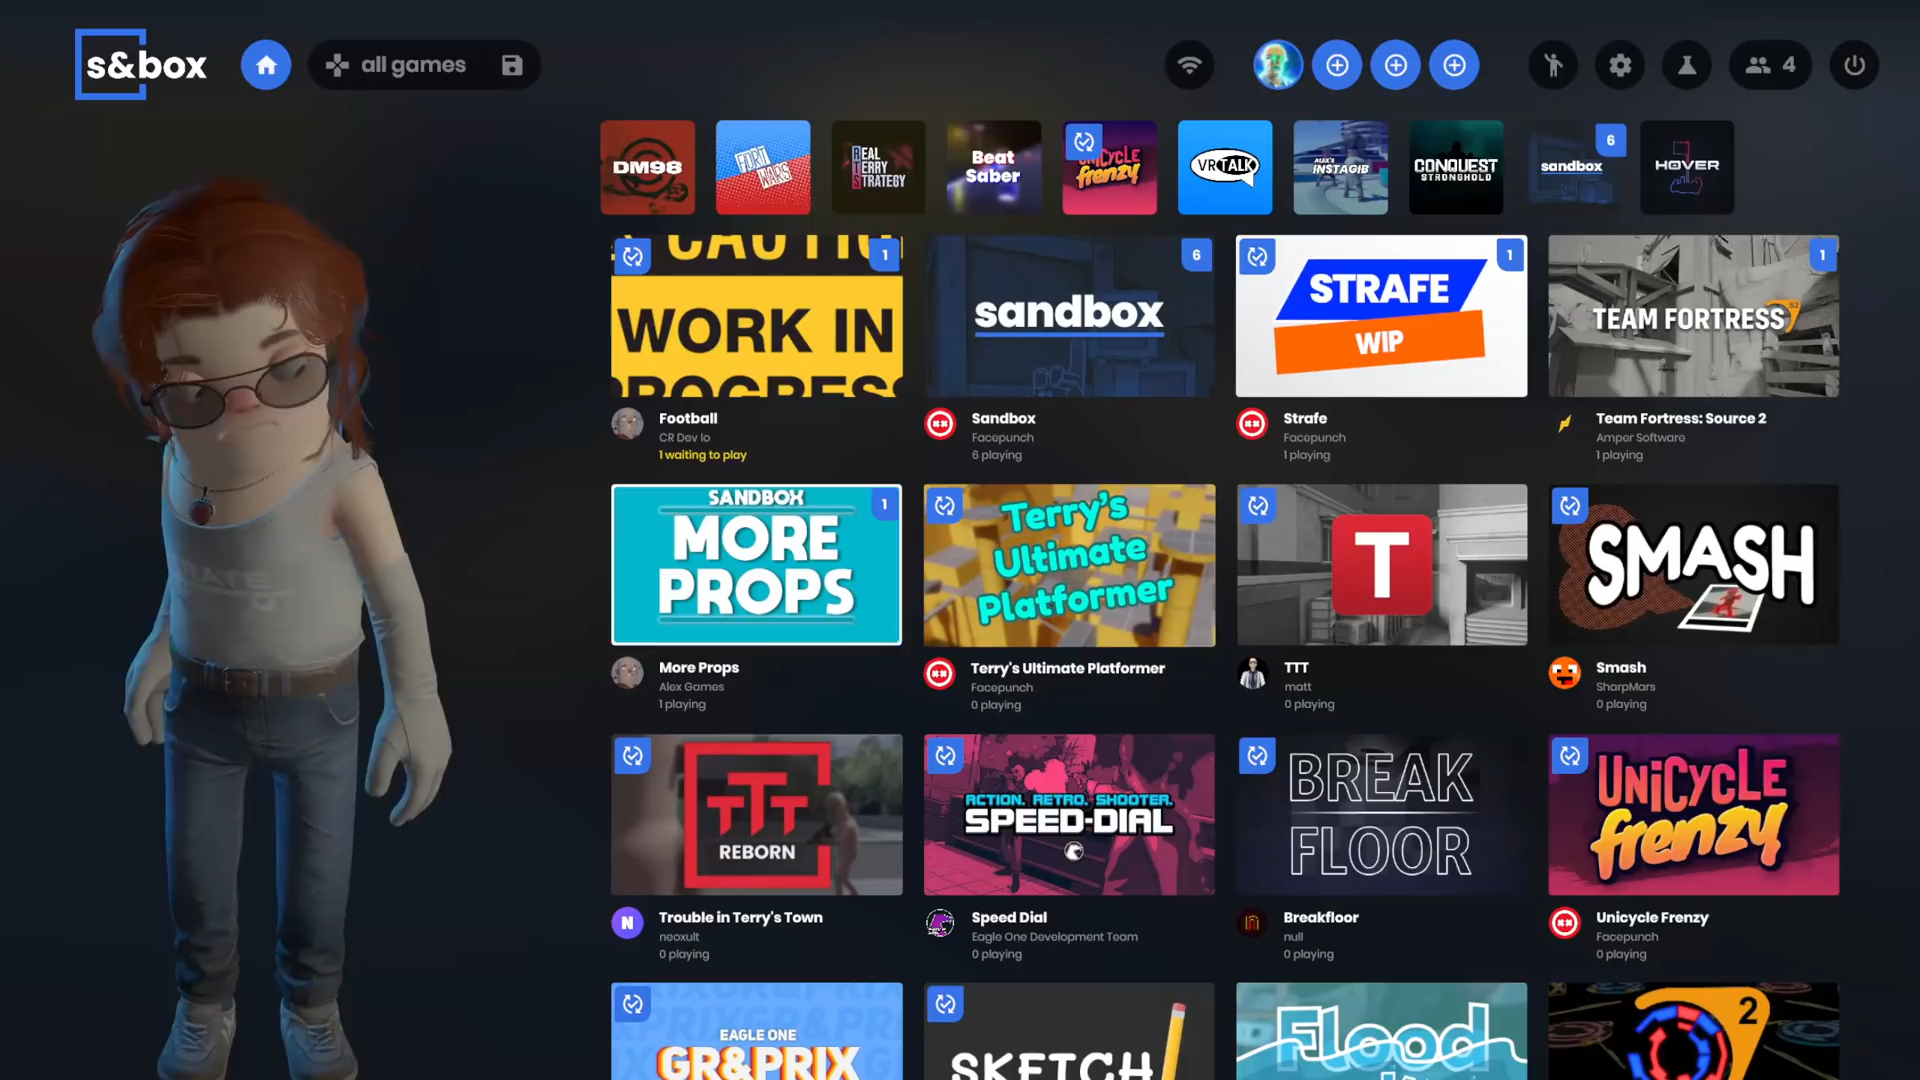 s&box
all games
4
DM98
FORT WARS
REAL TERRY STRATEGY
RTS
Beat Saber
UNICYCLE frenzy
VRTALK
ALEX'S INSTAGIB
CONQUEST STRONGHOLD
sandbox
6
HOVER
CAUTION
WORK IN
PROGRESS
1
sandbox
6
STRAFE
WIP
1
TEAM FORTRESS
S2
1
Football
CR Dev lo
1 waiting to play
Sandbox
Facepunch
6 playing
Strafe
Facepunch
1 playing
Team Fortress: Source 2
Amper Software
1 playing
SANDBOX
MORE
PROPS
1
Terry's
Ultimate
Platformer
T
SMASH
More Props
Alex Games
1 playing
Terry's Ultimate Platformer
Facepunch
0 playing
TTT
matt
0 playing
Smash
SharpMars
0 playing
TTT
REBORN
ACTION. RETRO. SHOOTER.
SPEED-DIAL
BREAK
FLOOR
UNiCYCLE
frenzy
N
Trouble in Terry's Town
neoxult
0 playing
Speed Dial
Eagle One Development Team
0 playing
n
Breakfloor
null
0 playing
Unicycle Frenzy
Facepunch
0 playing
EAGLE ONE
GR&PRIX
SKETCH
Flood
2